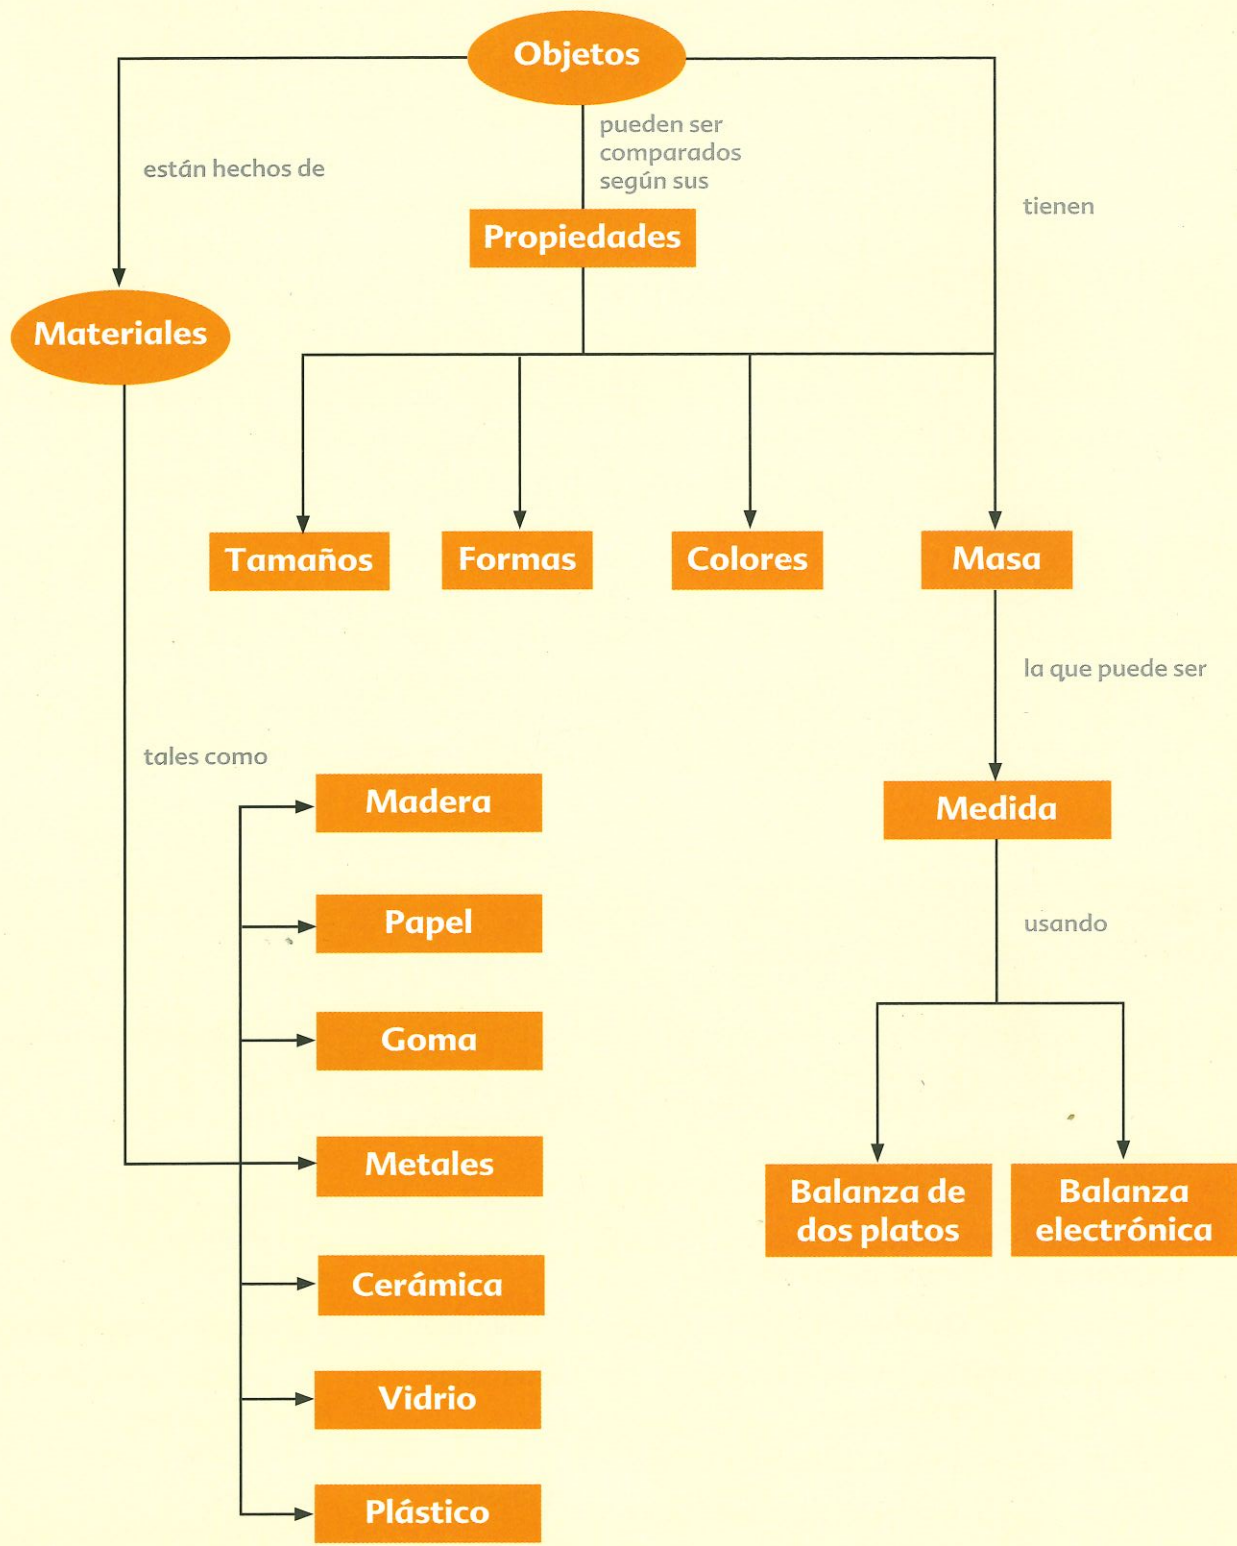 Objetos
están hechos de
pueden ser
comparados
según sus
tienen
Propiedades
Materiales
Tamaños
Formas
Colores
Masa
la que puede ser
tales como
Madera
Medida
Papel
usando
Goma
Metales
Balanza de
dos platos
Balanza
electrónica
Cerámica
Vidrio
Plástico